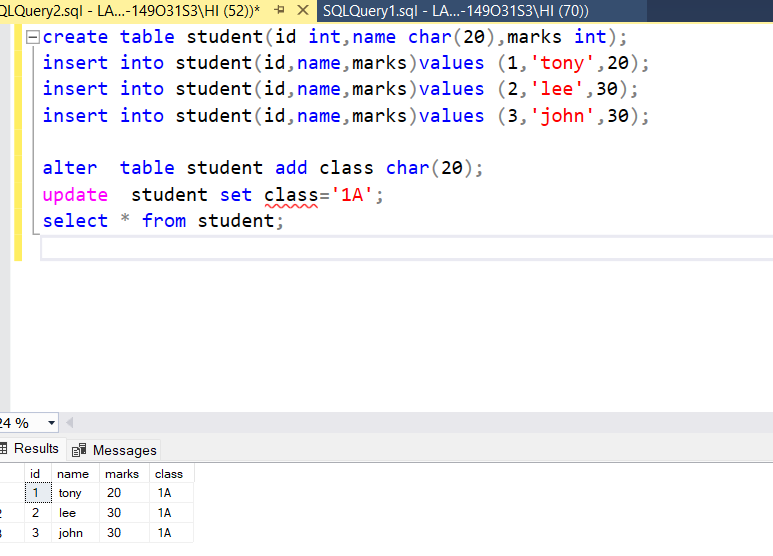 QLQuery2.sql - LA...-149O31S3\HI (52))* SQLQuery1.sql - LA...-149O31S3\HI (70))
create table student(id int,name char(20),marks int);
insert into student(id,name,marks)values (1,'tony',20);
insert into student(id,name,marks)values (2,'lee',30);
insert into student(id,name,marks)values (3,'john',30);
alter  table student add class char(20);
update  student set class='1A';
select * from student;
24 %
Results Messages
id name marks class
1 tony 20 1A
2 lee 30 1A
3 john 30 1A